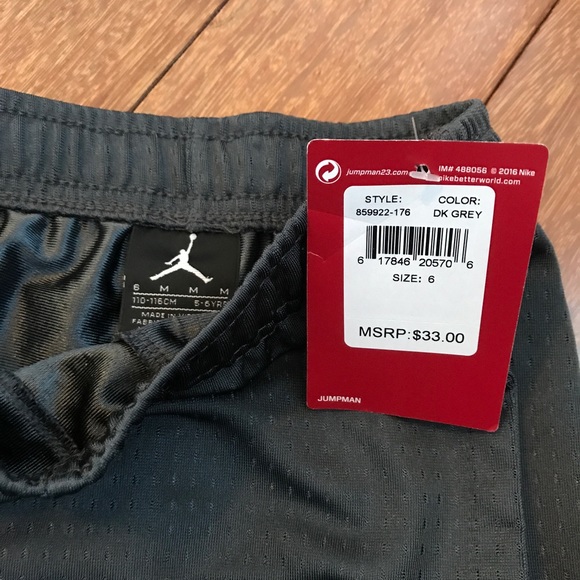 jumpman23.com
IM# 488056 © 2016 Nike
nikebetterworld.com
STYLE: COLOR:
859922-176 DK GREY
6 17846 20570 6
SIZE: 6
MSRP:$33.00
JUMPMAN
6 M M M
110-116CM 5-6YR
MADE IN